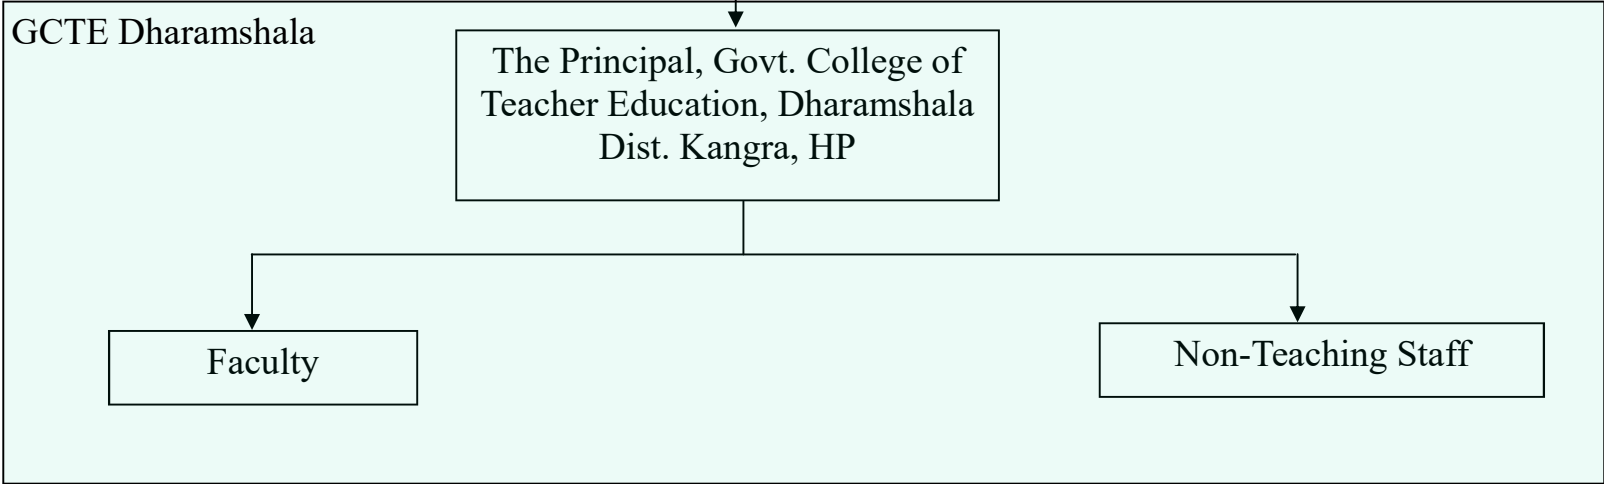 GCTE Dharamshala
The Principal, Govt. College of
Teacher Education, Dharamshala
Dist. Kangra, HP
Faculty
Non-Teaching Staff